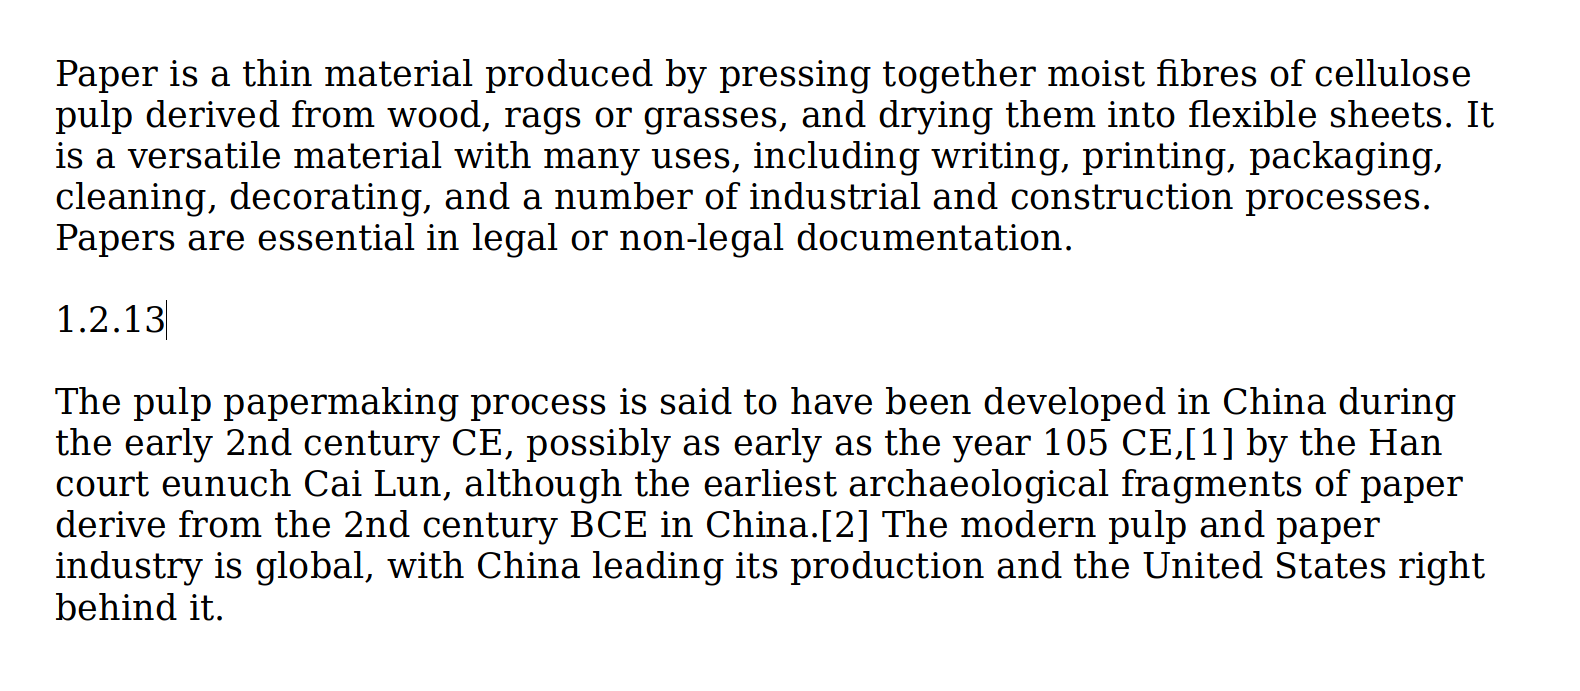 Paper is a thin material produced by pressing together moist fibres of cellulose
pulp derived from wood, rags or grasses, and drying them into flexible sheets. It
is a versatile material with many uses, including writing, printing, packaging,
cleaning, decorating, and a number of industrial and construction processes.
Papers are essential in legal or non-legal documentation.
1.2.13
The pulp papermaking process is said to have been developed in China during
the early 2nd century CE, possibly as early as the year 105 CE,[1] by the Han
court eunuch Cai Lun, although the earliest archaeological fragments of paper
derive from the 2nd century BCE in China.[2] The modern pulp and paper
industry is global, with China leading its production and the United States right
behind it.